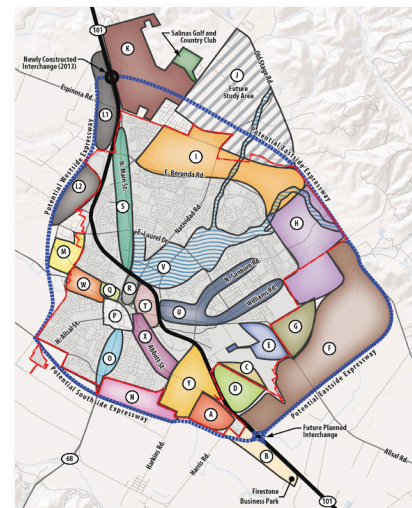 101
K
Salinas Golf and
Country Club
Newly Constructed
Interchange (2013)
Old Stage Rd.
J
Future
Study Area
Espinosa Rd.
L1
Potential Eastside Expressway
Potential Westside Expressway
I
E. Boronda Rd.
L2
N. Main St.
S
Natividad Rd.
H
E. Laurel Dr.
M
V
N. Sanborn Rd.
W
Q
R
Williams Rd.
P
T
U
G
N. Alisal St.
X
E
F
Abbott St.
O
C
Y
D
N
A
Potential Southside Expressway
Potential Eastside Expressway
Future Planned
Interchange
Harkins Rd.
Harris Rd.
B
Alisal Rd.
68
Firestone
Business Park
101